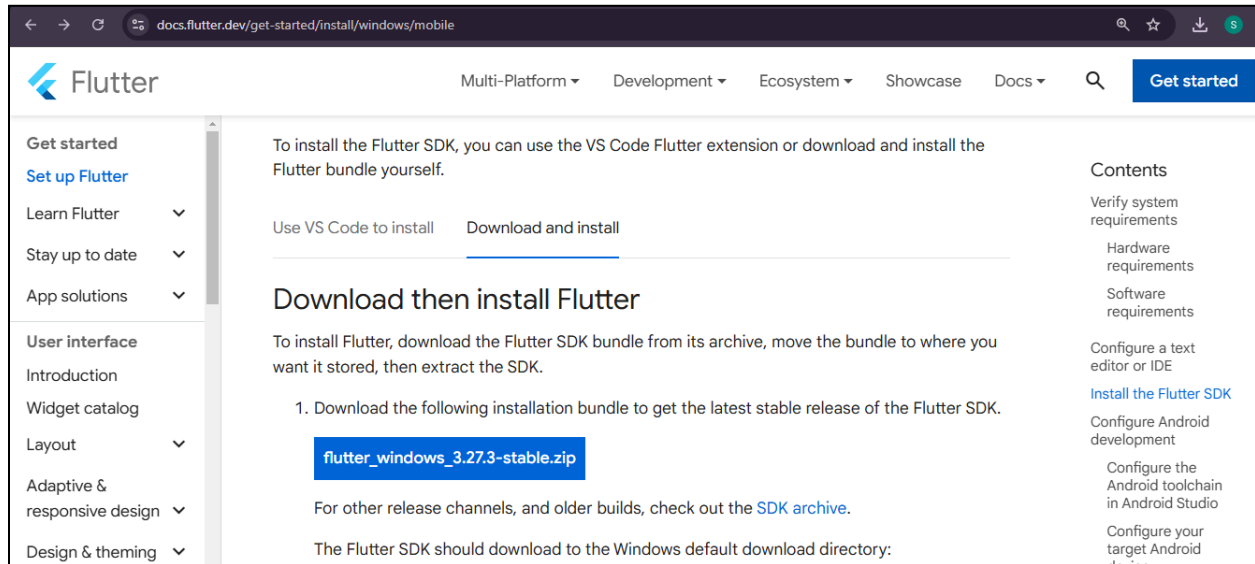 docs.flutter.dev/get-started/install/windows/mobile
S
Flutter
Multi-Platform
Development
Ecosystem
Showcase
Docs
Get started
Get started
Set up Flutter
Learn Flutter
Stay up to date
App solutions
User interface
Introduction
Widget catalog
Layout
Adaptive &
responsive design
Design & theming
To install the Flutter SDK, you can use the VS Code Flutter extension or download and install the
Flutter bundle yourself.
Use VS Code to install
Download and install
Download then install Flutter
To install Flutter, download the Flutter SDK bundle from its archive, move the bundle to where you
want it stored, then extract the SDK.
1. Download the following installation bundle to get the latest stable release of the Flutter SDK.
flutter_windows_3.27.3-stable.zip
For other release channels, and older builds, check out the SDK archive.
The Flutter SDK should download to the Windows default download directory:
Contents
Verify system
requirements
Hardware
requirements
Software
requirements
Configure a text
editor or IDE
Install the Flutter SDK
Configure Android
development
Configure the
Android toolchain
in Android Studio
Configure your
target Android